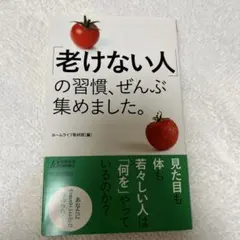 「老けない人」
の習慣、ぜんぶ
集めました。
ホームライフ取材班[編]
見た目も
体も
若々しい人は
「何を」やって
いるのか？